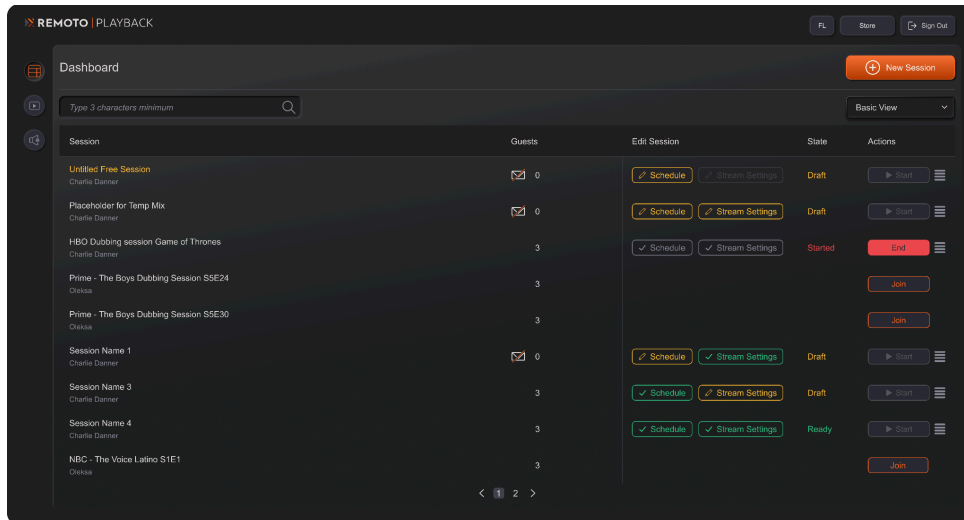 REMOTO | PLAYBACK
FL Store Sign Out
Dashboard
New Session
Type 3 characters minimum
Basic View
Session Guests Edit Session State Actions
Untitled Free Session
Charlie Danner
0 Schedule Stream Settings Draft Start
Placeholder for Temp Mix
Charlie Danner
0 Schedule Stream Settings Draft Start
HBO Dubbing session Game of Thrones
Charlie Danner
3 Schedule Stream Settings Started End
Prime - The Boys Dubbing Session S5E24
Oleksa
3 Join
Prime - The Boys Dubbing Session S5E30
Oleksa
3 Join
Session Name 1
Charlie Danner
0 Schedule Stream Settings Draft Start
Session Name 3
Charlie Danner
3 Schedule Stream Settings Draft Start
Session Name 4
Charlie Danner
3 Schedule Stream Settings Ready Start
NBC - The Voice Latino S1E1
Oleksa
3 Join
< 1 2 >